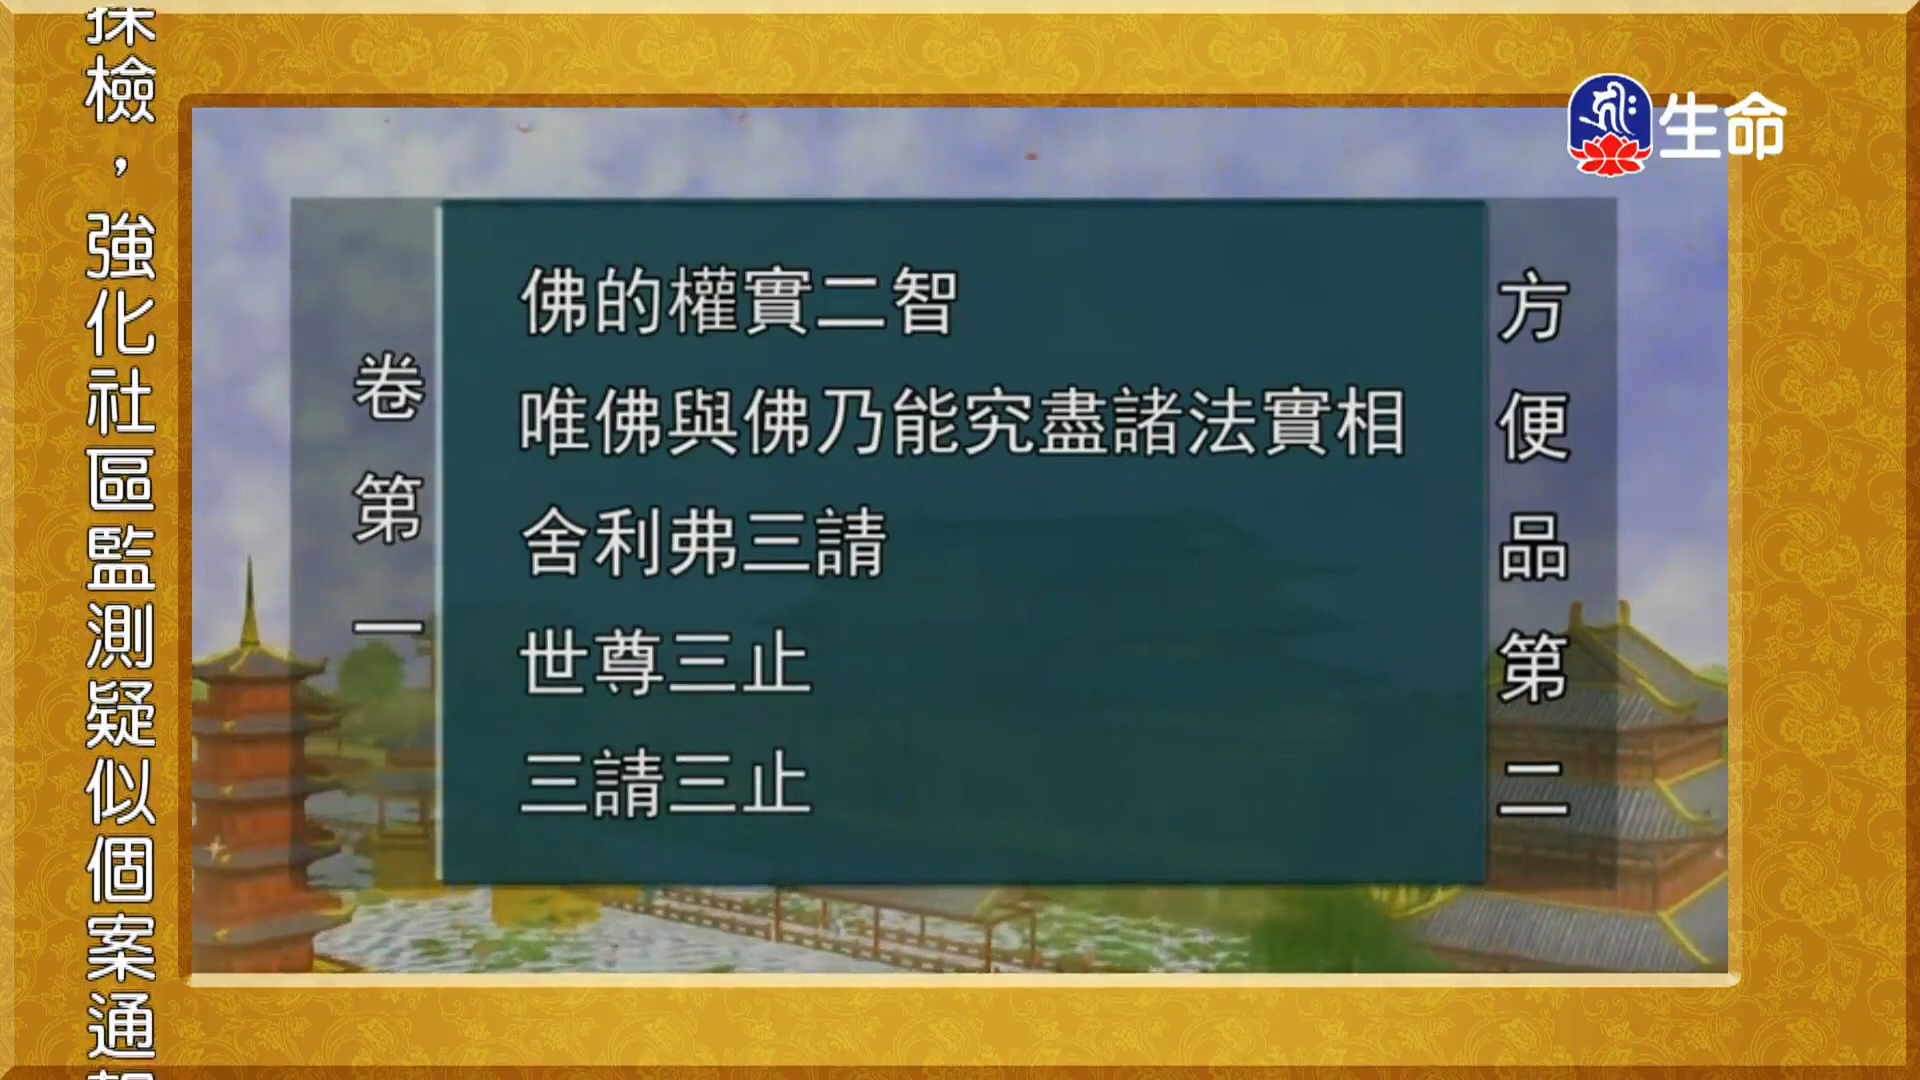 生命
方便品第二
佛的權實二智
唯佛與佛乃能究盡諸法實相
舍利弗三請
世尊三止
三請三止
卷第一
採檢，強化社區監測疑似個案通報